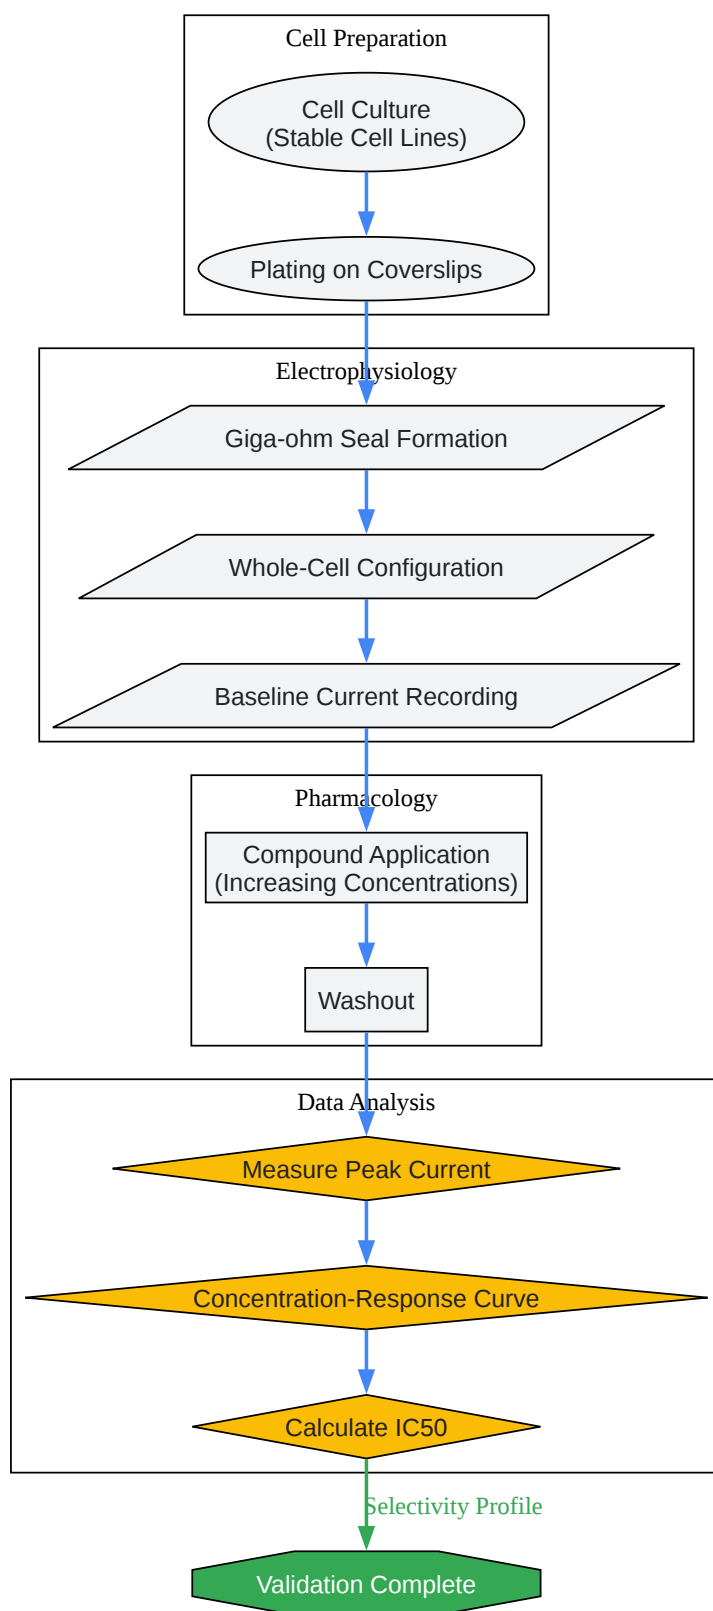 Cell Preparation
Cell Culture
(Stable Cell Lines)
Plating on Coverslips
Electrophysiology
Giga-ohm Seal Formation
Whole-Cell Configuration
Baseline Current Recording
Pharmacology
Compound Application
(Increasing Concentrations)
Washout
Data Analysis
Measure Peak Current
Concentration-Response Curve
Calculate IC50
Selectivity Profile
Validation Complete